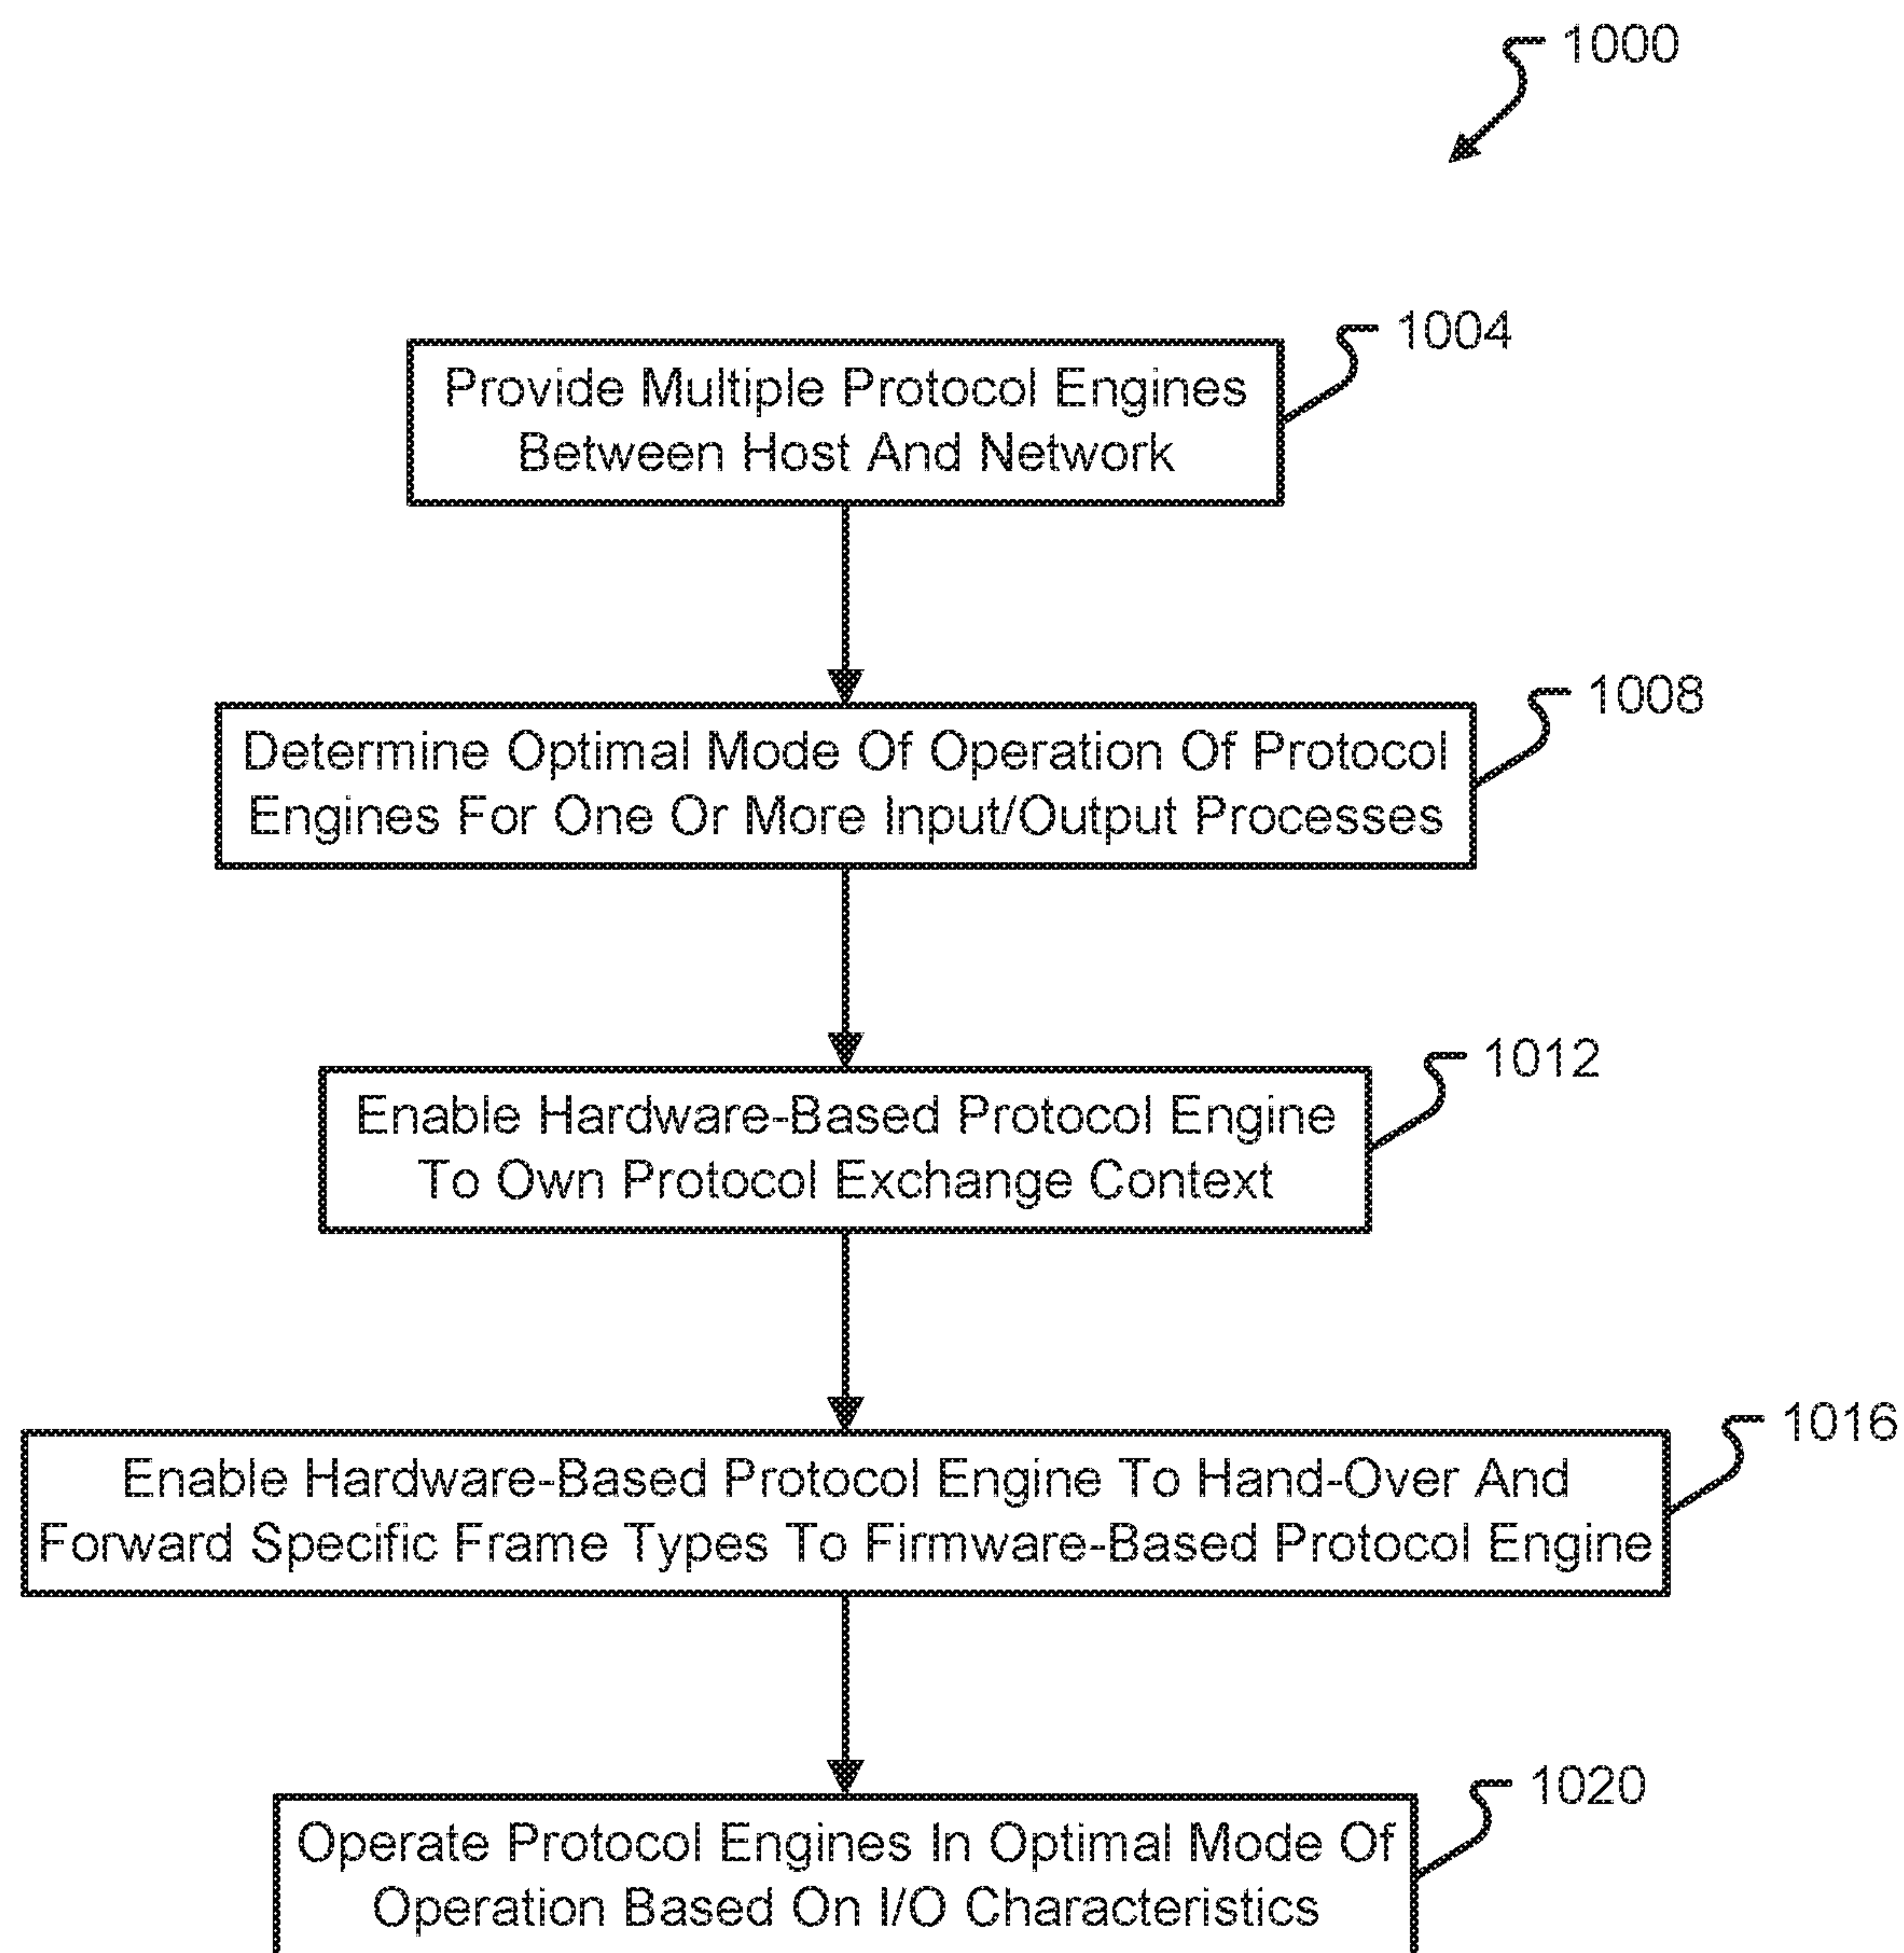 1000
1004
Provide Multiple Protocol Engines
Between Host And Network
1008
Determine Optimal Mode Of Operation Of Protocol
Engines For One Or More Input/Output Processes
1012
Enable Hardware-Based Protocol Engine
To Own Protocol Exchange Context
1016
Enable Hardware-Based Protocol Engine To Hand-Over And
Forward Specific Frame Types To Firmware-Based Protocol Engine
1020
Operate Protocol Engines In Optimal Mode Of
Operation Based On I/O Characteristics